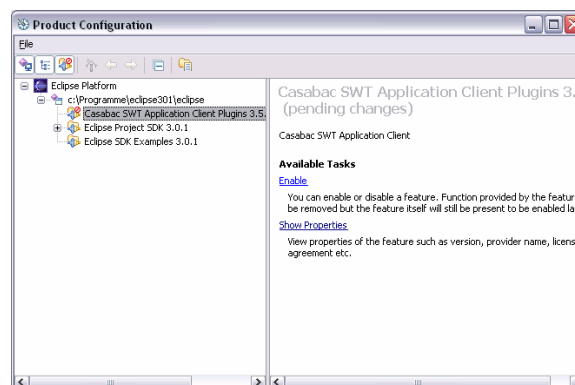 Product Configuration
File
Eclipse Platform
c:\Programme\eclipse301\eclipse
Casabac SWT Application Client Plugins 3.5.
Eclipse Project SDK 3.0.1
Eclipse SDK Examples 3.0.1
Casabac SWT Application Client Plugins 3.
(pending changes)
Casabac SWT Application Client
Available Tasks
Enable
You can enable or disable a feature. Function provided by the featur
be removed but the feature itself will still be present to be enabled la
Show Properties
View properties of the feature such as version, provider name, licens
agreement etc.